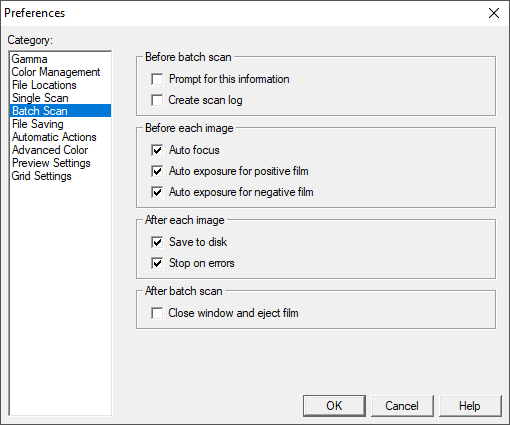 Preferences
Category:
Gamma
Color Management
File Locations
Single Scan
Batch Scan
File Saving
Automatic Actions
Advanced Color
Preview Settings
Grid Settings
Before batch scan
Prompt for this information
Create scan log
Before each image
Auto focus
Auto exposure for positive film
Auto exposure for negative film
After each image
Save to disk
Stop on errors
After batch scan
Close window and eject film
OK
Cancel
Help